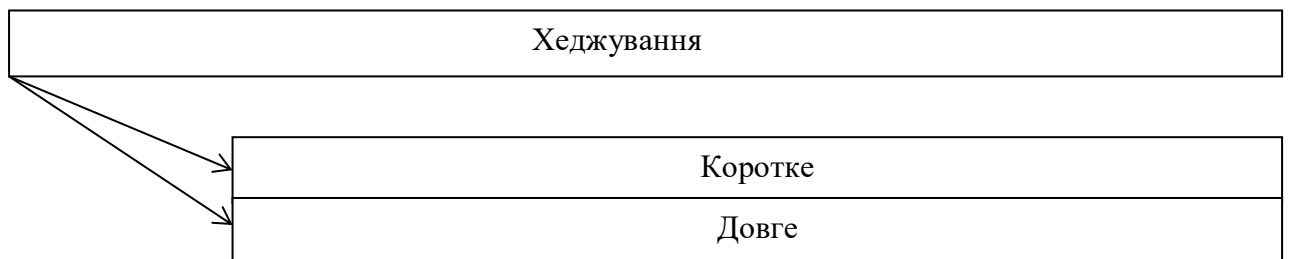 Хеджування
Коротке
Довге